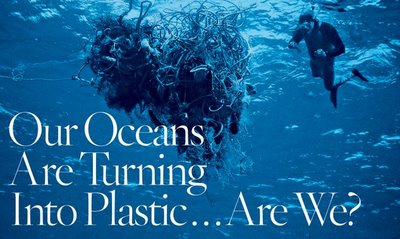 Our Oceans
Are Turning
Into Plastic...Are We?